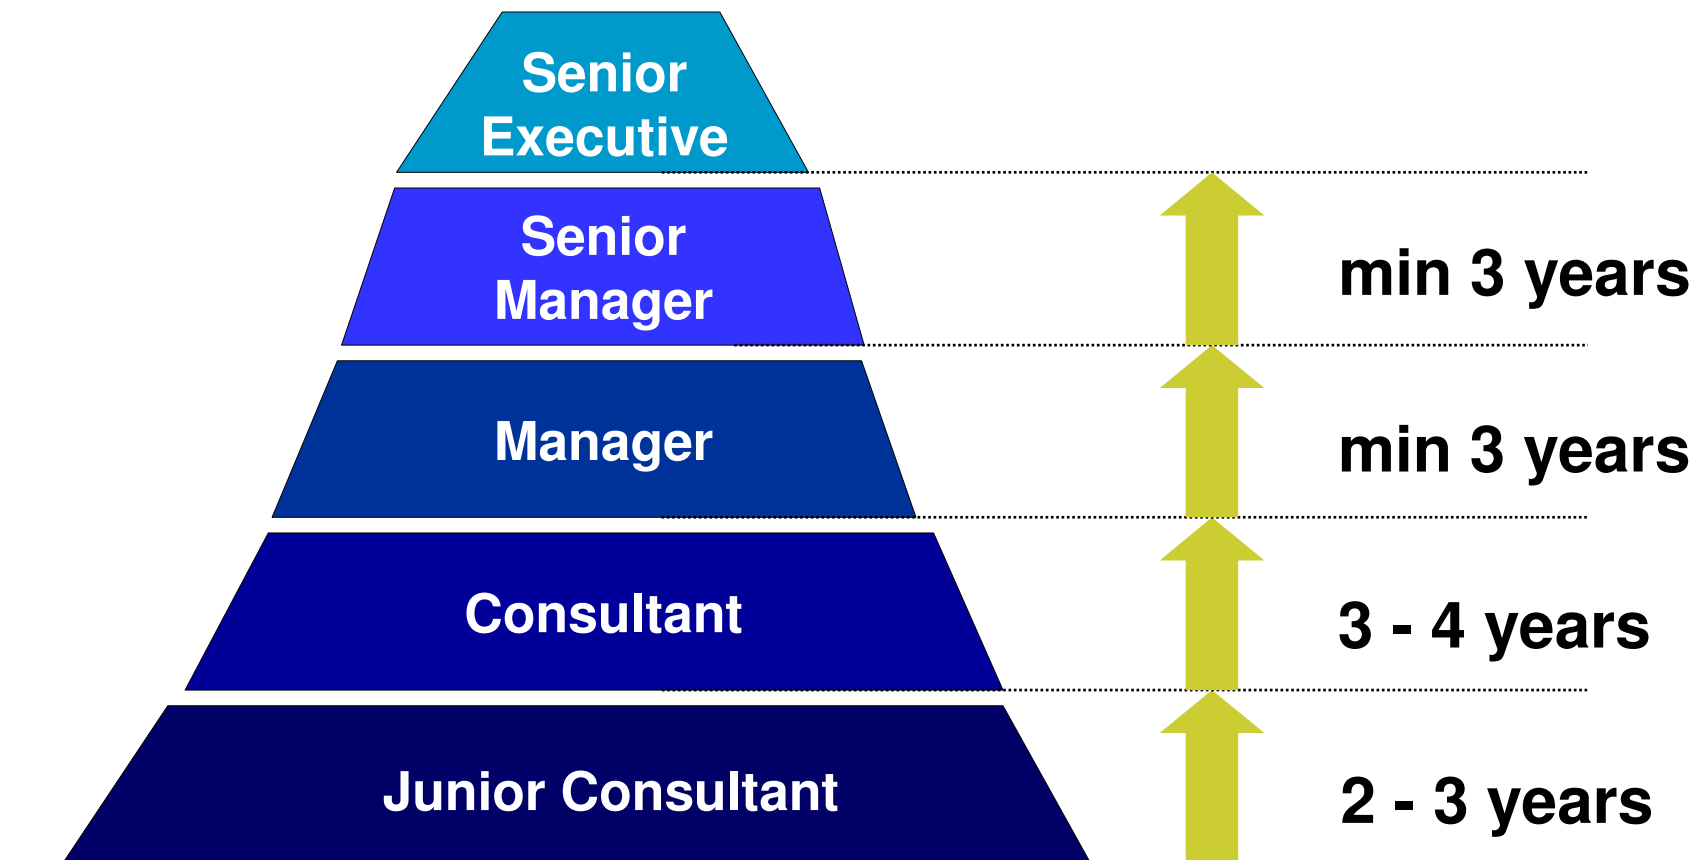 Senior
Executive
Senior
Manager
min 3 years
Manager
min 3 years
Consultant
3 - 4 years
Junior Consultant
2 - 3 years